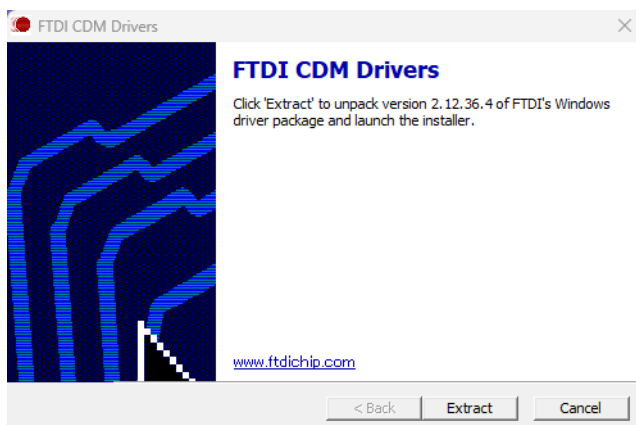 FTDI CDM Drivers
FTDI CDM Drivers
Click 'Extract' to unpack version 2.12.36.4 of FTDI's Windows
driver package and launch the installer.
www.ftdichip.com
< Back Extract Cancel